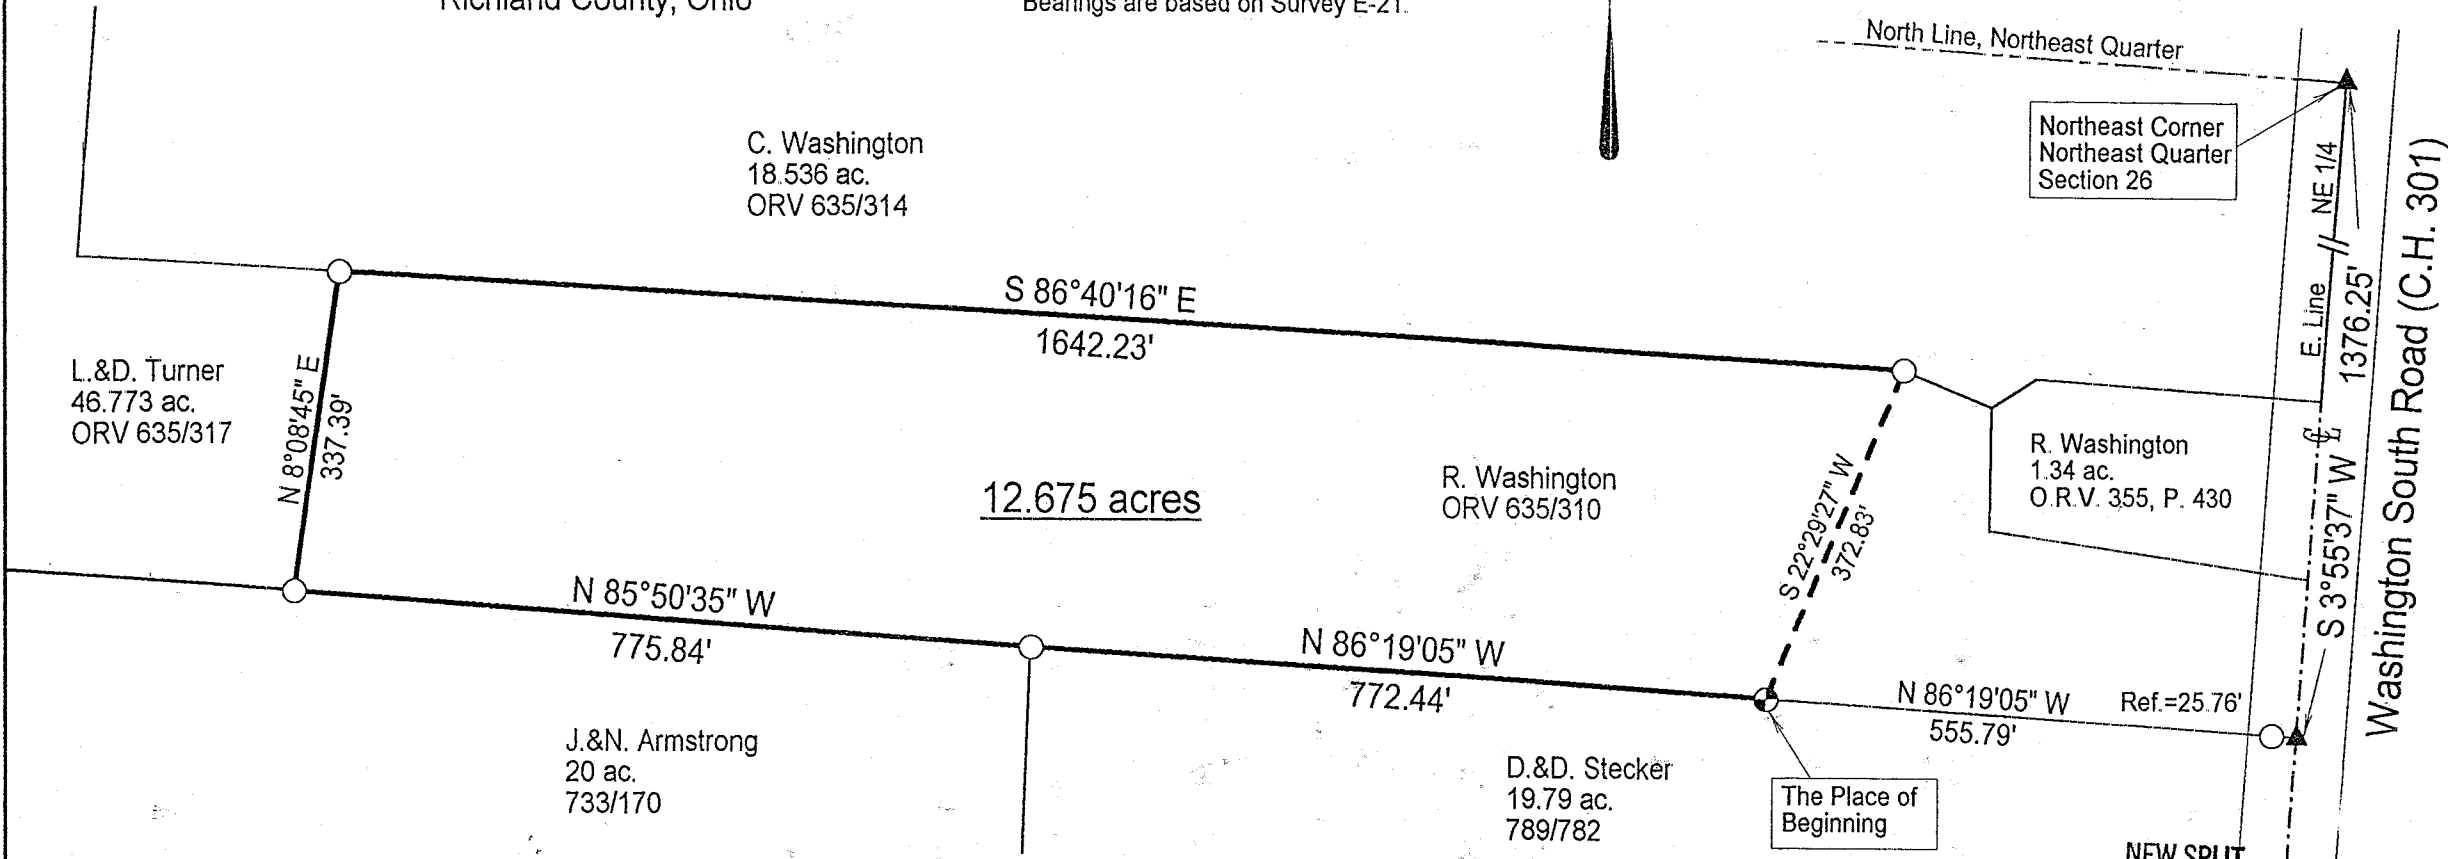 Richland County, Ohio
Bearings are based on Survey E-21.
North Line, Northeast Quarter
Northeast Corner
Northeast Quarter
Section 26
C. Washington
18.536 ac.
ORV 635/314
E. Line // NE 1/4
1376.25'
Washington South Road (C.H. 301)
S 86°40'16" E
1642.23'
L.&D. Turner
46.773 ac.
ORV 635/317
N 8°08'45" E
337.39'
12.675 acres
R. Washington
ORV 635/310
S 22°29'27" W
372.83'
R. Washington
1.34 ac.
O.R.V. 355, P. 430
℄
S 3°55'37" W
N 85°50'35" W
775.84'
N 86°19'05" W
772.44'
N 86°19'05" W
555.79'
Ref.=25.76'
J.&N. Armstrong
20 ac.
733/170
D.&D. Stecker
19.79 ac.
789/782
The Place of
Beginning
NEW SPLIT